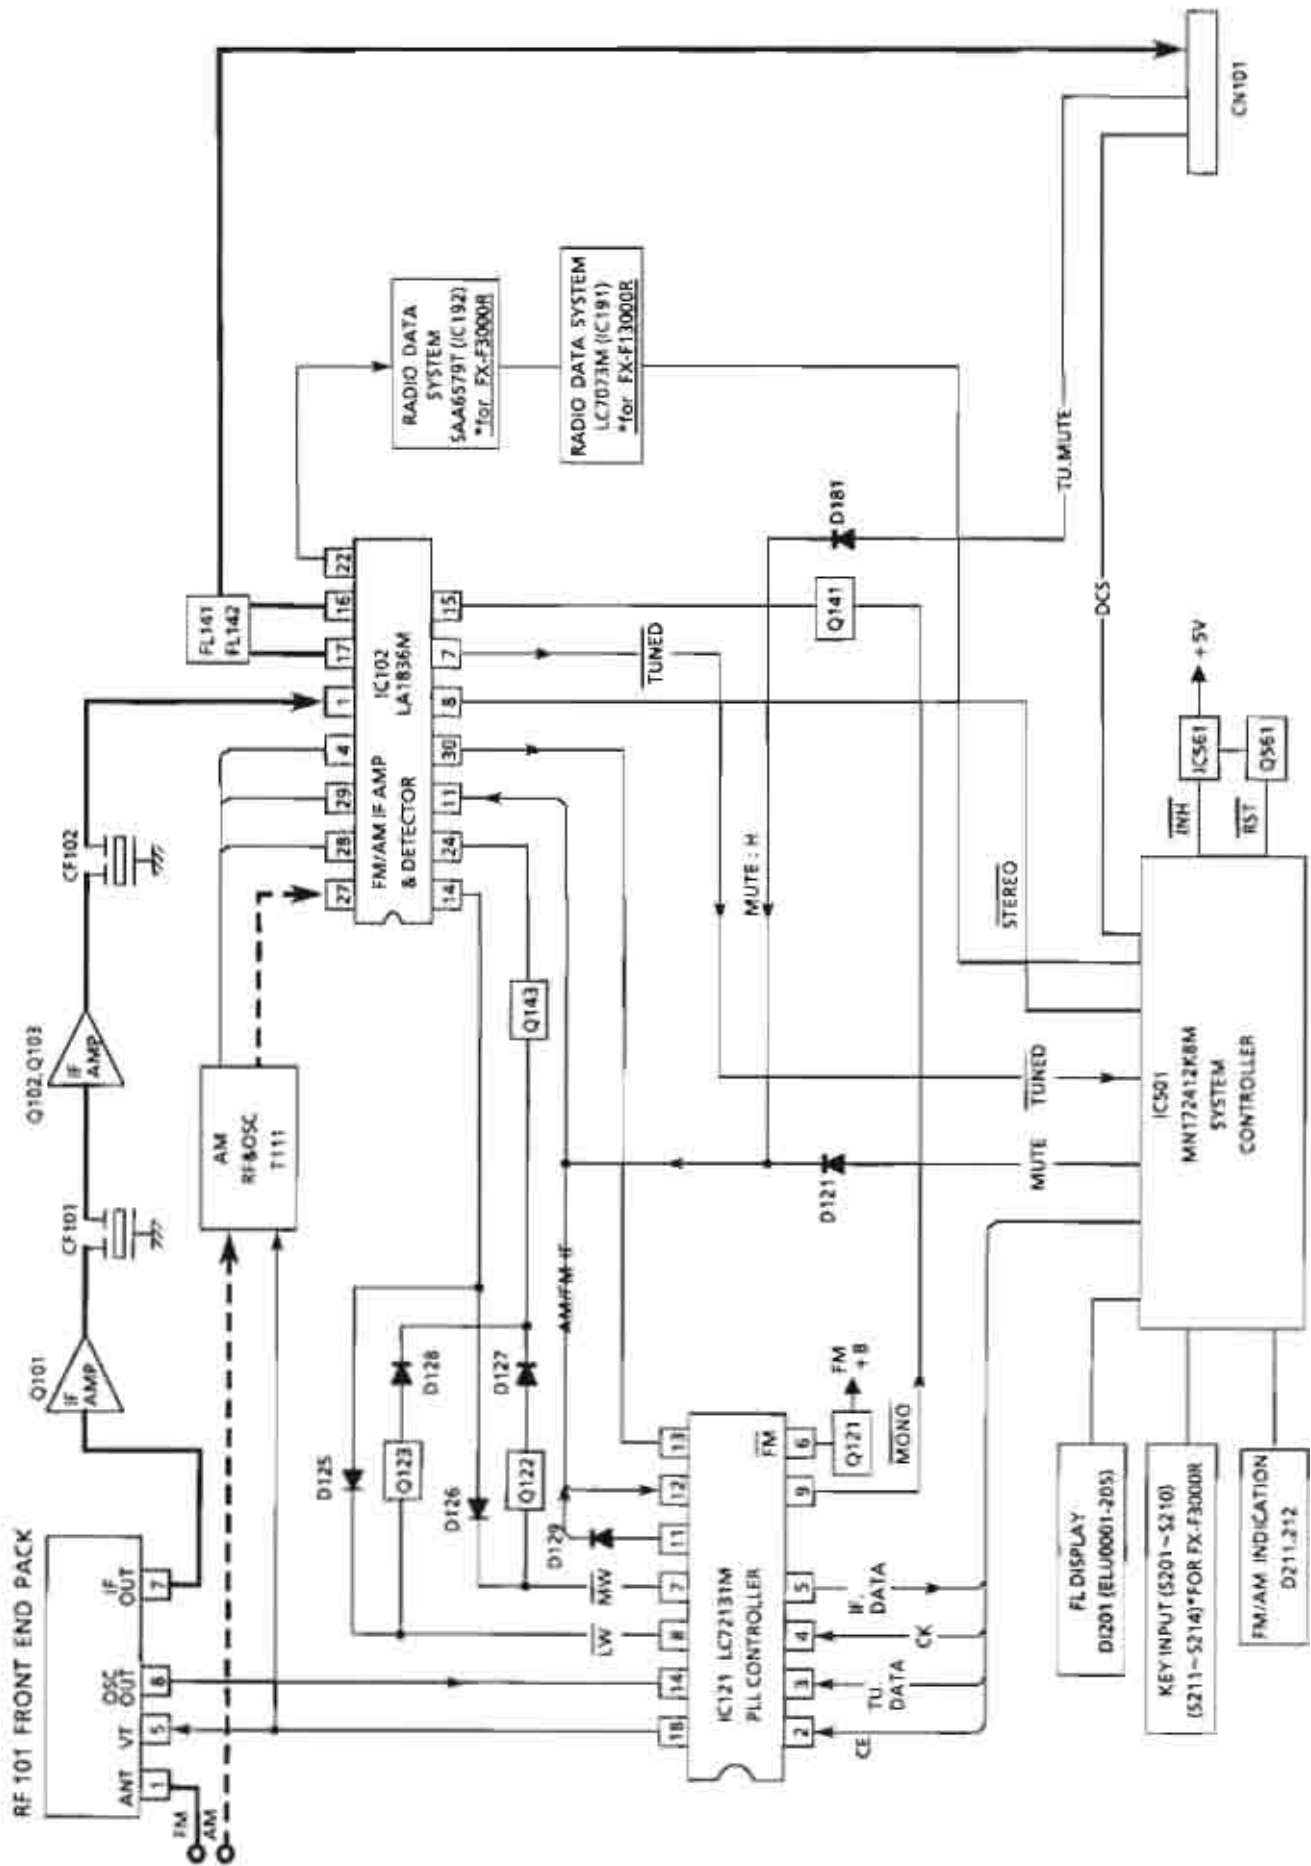 RF 101 FRONT END PACK
ANT
VT
OSC
OUT
IF
OUT
1
5
6
7
FM
AM
Q101
IF
AMP
CF101
Q102,Q103
IF
AMP
CF102
AM
RF&OSC
T111
FL141
FL142
27
28
29
4
1
17
16
22
IC102
LA1836M
FM/AM IF AMP
& DETECTOR
14
24
11
30
8
7
15
RADIO DATA
SYSTEM
SAA6579T (IC192)
*for FX-F3000R
RADIO DATA SYSTEM
LC7073M (IC191)
*for FX-F13000R
D125
Q123
D128
D126
Q122
D127
Q143
D129
AM/FM IF
LW
MW
TUNED
MUTE : H
D181
Q141
TU.MUTE
DCS
CN101
18
14
8
7
11
12
13
IC121 LC72131M
PLL CONTROLLER
FM
2
3
4
5
9
6
CE
TU.
DATA
CK
IF.
DATA
MONO
Q121
FM
+B
D121
MUTE
TUNED
STEREO
IC501
MN172412K8M
SYSTEM
CONTROLLER
INH
RST
IC561
Q561
+5V
FL DISPLAY
DI201 (ELU0001-205)
KEY INPUT (S201~S210)
(S211~S214)*FOR FX-F3000R
FM/AM INDICATION
D211,212